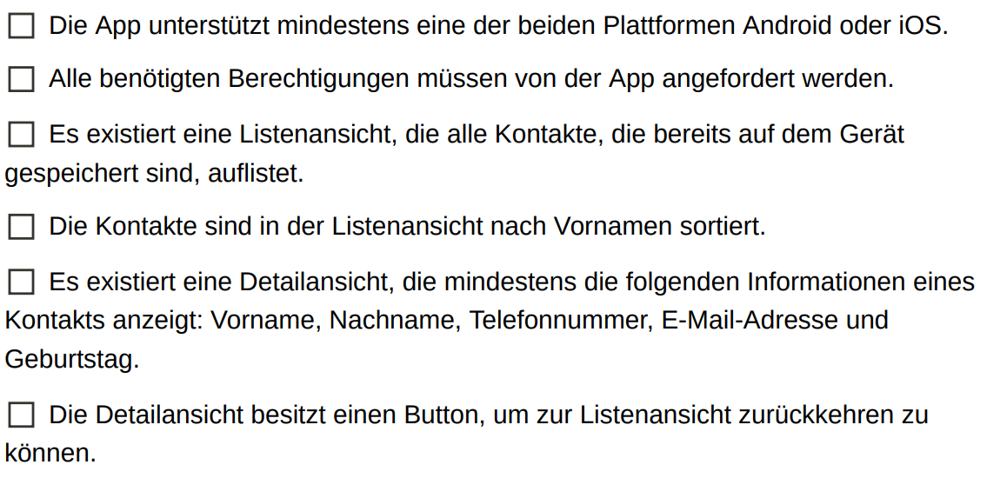 ☐ Die App unterstützt mindestens eine der beiden Plattformen Android oder iOS.
☐ Alle benötigten Berechtigungen müssen von der App angefordert werden.
☐ Es existiert eine Listenansicht, die alle Kontakte, die bereits auf dem Gerät
gespeichert sind, auflistet.
☐ Die Kontakte sind in der Listenansicht nach Vornamen sortiert.
☐ Es existiert eine Detailansicht, die mindestens die folgenden Informationen eines
Kontakts anzeigt: Vorname, Nachname, Telefonnummer, E-Mail-Adresse und
Geburtstag.
☐ Die Detailansicht besitzt einen Button, um zur Listenansicht zurückkehren zu
können.